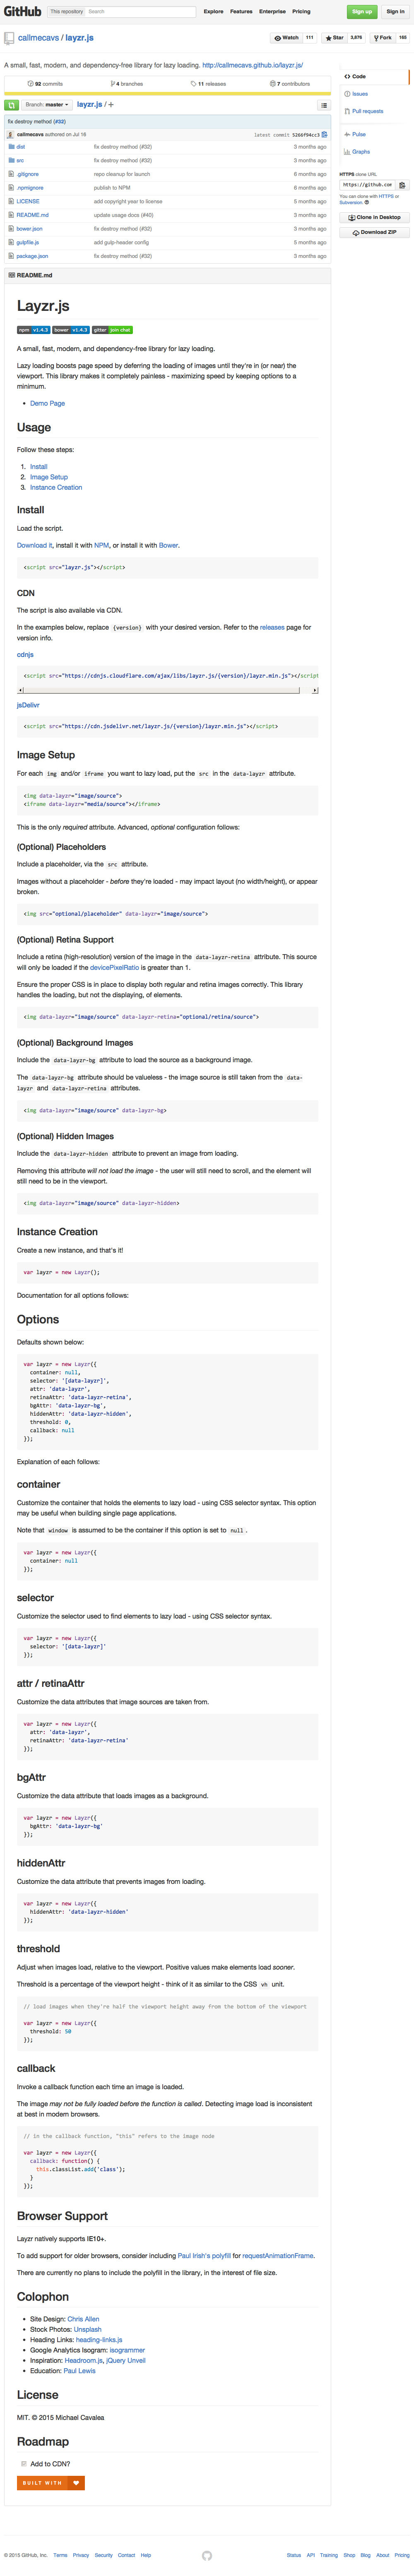 GitHub This repository Search Explore Features Enterprise Pricing Sign up Sign in
callmecavs / layzr.js Watch 111 Star 3,876 Fork 160
A small, fast, modern, and dependency-free library for lazy loading. http://callmecavs.github.io/layzr.js/
92 commits 4 branches 11 releases 7 contributors
Branch: master layzr.js / +
fix destroy method (#32)
callmecavs authored on Jul 16 latest commit 5260f94cc3
dist fix destroy method (#32) 3 months ago
src fix destroy method (#32) 3 months ago
.gitignore repo cleanup for launch 8 months ago
.npmignore publish to NPM 6 months ago
LICENSE add copyright year to license 5 months ago
README.md update usage docs (#40) 3 months ago
bower.json fix destroy method (#32) 3 months ago
gulpfile.js add gulp-header config 5 months ago
package.json fix destroy method (#32) 3 months ago
Code
Issues
Pull requests
Pulse
Graphs
HTTPS clone URL
https://github.com
You can clone with HTTPS or
Subversion.
Clone in Desktop
Download ZIP
README.md
Layzr.js
npm v1.4.3 bower v1.4.3 gitter join chat
A small, fast, modern, and dependency-free library for lazy loading.
Lazy loading boosts page speed by deferring the loading of images until they're in (or near) the
viewport. This library makes it completely painless - maximizing speed by keeping options to a
minimum.
Demo Page
Usage
Follow these steps:
1. Install
2. Image Setup
3. Instance Creation
Install
Load the script.
Download it, install it with NPM, or install it with Bower.
<script src="layzr.js"></script>
CDN
The script is also available via CDN.
In the examples below, replace {version} with your desired version. Refer to the releases page for
version info.
cdnjs
<script src="https://cdnjs.cloudflare.com/ajax/libs/layzr.js/{version}/layzr.min.js"></script
jsDelivr
<script src="https://cdn.jsdelivr.net/layzr.js/{version}/layzr.min.js"></script>
Image Setup
For each img and/or iframe you want to lazy load, put the src in the data-layzr attribute.
<img data-layzr="image/source">
<iframe data-layzr="media/source"></iframe>
This is the only required attribute. Advanced, optional configuration follows:
(Optional) Placeholders
Include a placeholder, via the src attribute.
Images without a placeholder - before they're loaded - may impact layout (no width/height), or appear
broken.
<img src="optional/placeholder" data-layzr="image/source">
(Optional) Retina Support
Include a retina (high-resolution) version of the image in the data-layzr-retina attribute. This source
will only be loaded if the devicePixelRatio is greater than 1.
Ensure the proper CSS is in place to display both regular and retina images correctly. This library
handles the loading, but not the displaying, of elements.
<img data-layzr="image/source" data-layzr-retina="optional/retina/source">
(Optional) Background Images
Include the data-layzr-bg attribute to load the source as a background image.
The data-layzr-bg attribute should be valueless - the image source is still taken from the data-
layzr and data-layzr-retina attributes.
<img data-layzr="image/source" data-layzr-bg>
(Optional) Hidden Images
Include the data-layzr-hidden attribute to prevent an image from loading.
Removing this attribute will not load the image - the user will still need to scroll, and the element will
still need to be in the viewport.
<img data-layzr="image/source" data-layzr-hidden>
Instance Creation
Create a new instance, and that's it!
var layzr = new Layzr();
Documentation for all options follows:
Options
Defaults shown below:
var layzr = new Layzr({
container: null,
selector: '[data-layzr]',
attr: 'data-layzr',
retinaAttr: 'data-layzr-retina',
bgAttr: 'data-layzr-bg',
hiddenAttr: 'data-layzr-hidden',
threshold: 0,
callback: null
});
Explanation of each follows:
container
Customize the container that holds the elements to lazy load - using CSS selector syntax. This option
may be useful when building single page applications.
Note that window is assumed to be the container if this option is set to null .
var layzr = new Layzr({
container: null
});
selector
Customize the selector used to find elements to lazy load - using CSS selector syntax.
var layzr = new Layzr({
selector: '[data-layzr]'
});
attr / retinaAttr
Customize the data attributes that image sources are taken from.
var layzr = new Layzr({
attr: 'data-layzr',
retinaAttr: 'data-layzr-retina'
});
bgAttr
Customize the data attribute that loads images as a background.
var layzr = new Layzr({
bgAttr: 'data-layzr-bg'
});
hiddenAttr
Customize the data attribute that prevents images from loading.
var layzr = new Layzr({
hiddenAttr: 'data-layzr-hidden'
});
threshold
Adjust when images load, relative to the viewport. Positive values make elements load sooner.
Threshold is a percentage of the viewport height - think of it as similar to the CSS vh unit.
// load images when they're half the viewport height away from the bottom of the viewport
var layzr = new Layzr({
threshold: 50
});
callback
Invoke a callback function each time an image is loaded.
The image may not be fully loaded before the function is called. Detecting image load is inconsistent
at best in modern browsers.
// in the callback function, "this" refers to the image node
var layzr = new Layzr({
callback: function() {
this.classList.add('class');
}
});
Browser Support
Layzr natively supports IE10+.
To add support for older browsers, consider including Paul Irish's polyfill for requestAnimationFrame.
There are currently no plans to include the polyfill in the library, in the interest of file size.
Colophon
Site Design: Chris Allen
Stock Photos: Unsplash
Heading Links: heading-links.js
Google Analytics Isogram: isogrammer
Inspiration: Headroom.js, jQuery Unveil
Education: Paul Lewis
License
MIT. © 2015 Michael Cavalea
Roadmap
Add to CDN?
BUILT WITH
© 2015 GitHub, Inc. Terms Privacy Security Contact Help Status API Training Shop Blog About Pricing